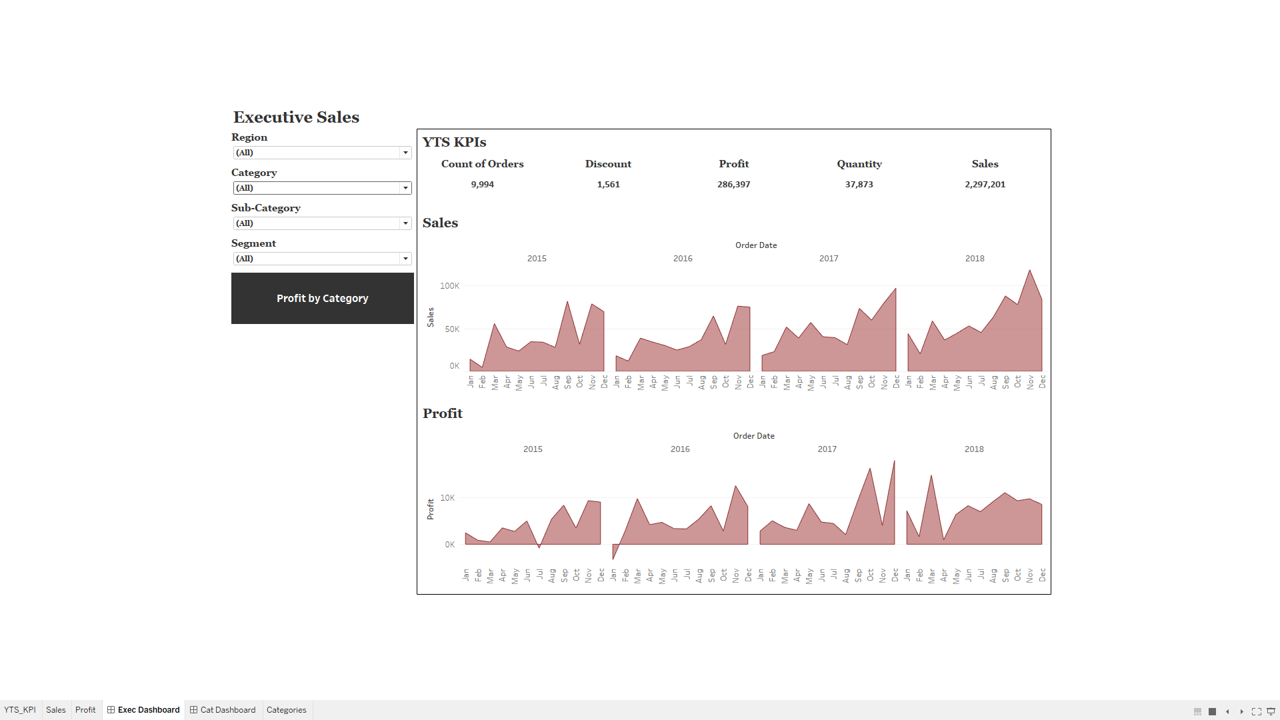 Executive Sales
Region
(All)
Category
(All)
Sub-Category
(All)
Segment
(All)
Profit by Category
YTS KPIs
Count of Orders Discount Profit Quantity Sales
9,994 1,561 286,397 37,873 2,297,201
Sales
Order Date
2015 2016 2017 2018
100K
50K
0K
Sales
Jan Feb Mar Apr May Jun Jul Aug Sep Oct Nov Dec Jan Feb Mar Apr May Jun Jul Aug Sep Oct Nov Dec Jan Feb Mar Apr May Jun Jul Aug Sep Oct Nov Dec Jan Feb Mar Apr May Jun Jul Aug Sep Oct Nov Dec
Profit
Order Date
2015 2016 2017 2018
10K
0K
Profit
Jan Feb Mar Apr May Jun Jul Aug Sep Oct Nov Dec Jan Feb Mar Apr May Jun Jul Aug Sep Oct Nov Dec Jan Feb Mar Apr May Jun Jul Aug Sep Oct Nov Dec Jan Feb Mar Apr May Jun Jul Aug Sep Oct Nov Dec
YTS_KPI Sales Profit Exec Dashboard Cat Dashboard Categories